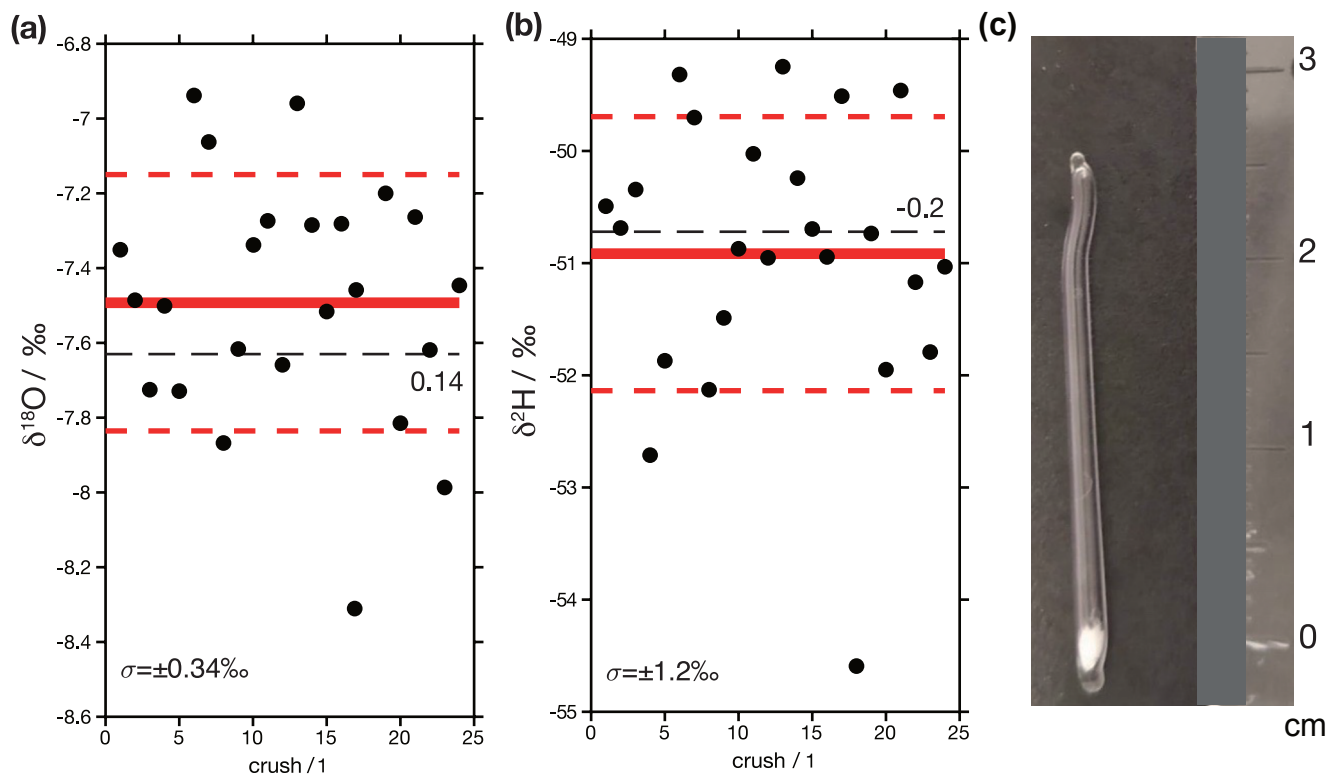 (a)
-6.8
-7
-7.2
-7.4
-7.6
-7.8
-8
-8.2
-8.4
-8.6
δ18O / ‰
0.14
σ=±0.34‰
0 5 10 15 20 25
crush / 1
(b)
-49
-50
-51
-52
-53
-54
-55
δ2H / ‰
-0.2
σ=±1.2‰
0 5 10 15 20 25
crush / 1
(c)
3
2
1
0
cm